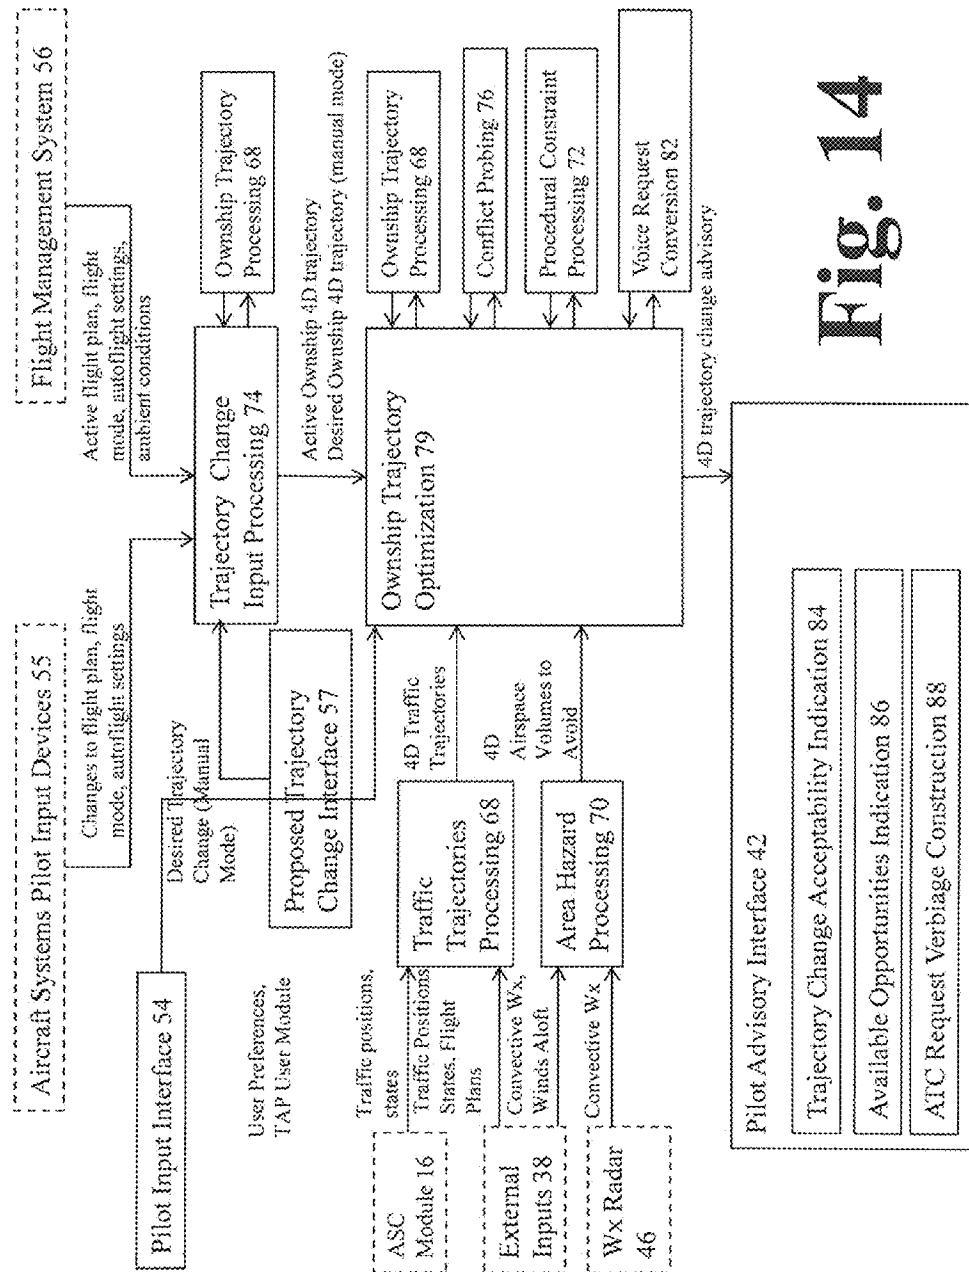 Aircraft Systems Pilot Input Devices 55
Flight Management System 56
Changes to flight plan, flight
mode, autoflight settings
Active flight plan, flight
mode, autoflight settings,
ambient conditions
Pilot Input Interface 54
Desired Trajectory
Change (Manual
Mode)
Trajectory Change
Input Processing 74
Ownship Trajectory
Processing 68
User Preferences,
TAP User Module
Proposed Trajectory
Change Interface 57
Active Ownship 4D trajectory
Desired Ownship 4D trajectory (manual mode)
ASC
Module 16
Traffic positions,
states
Traffic Positions
States, Flight
Plans
Traffic
Trajectories
Processing 68
4D Traffic
Trajectories
Ownship Trajectory
Optimization 79
Ownship Trajectory
Processing 68
Conflict Probing 76
External
Inputs 38
Convective Wx,
Winds Aloft
Area Hazard
Processing 70
4D
Airspace
Volumes to
Avoid
Procedural Constraint
Processing 72
Wx Radar
46
Convective Wx
Voice Request
Conversion 82
4D trajectory change advisory
Pilot Advisory Interface 42
Trajectory Change Acceptability Indication 84
Available Opportunities Indication 86
ATC Request Verbiage Construction 88
Fig. 14